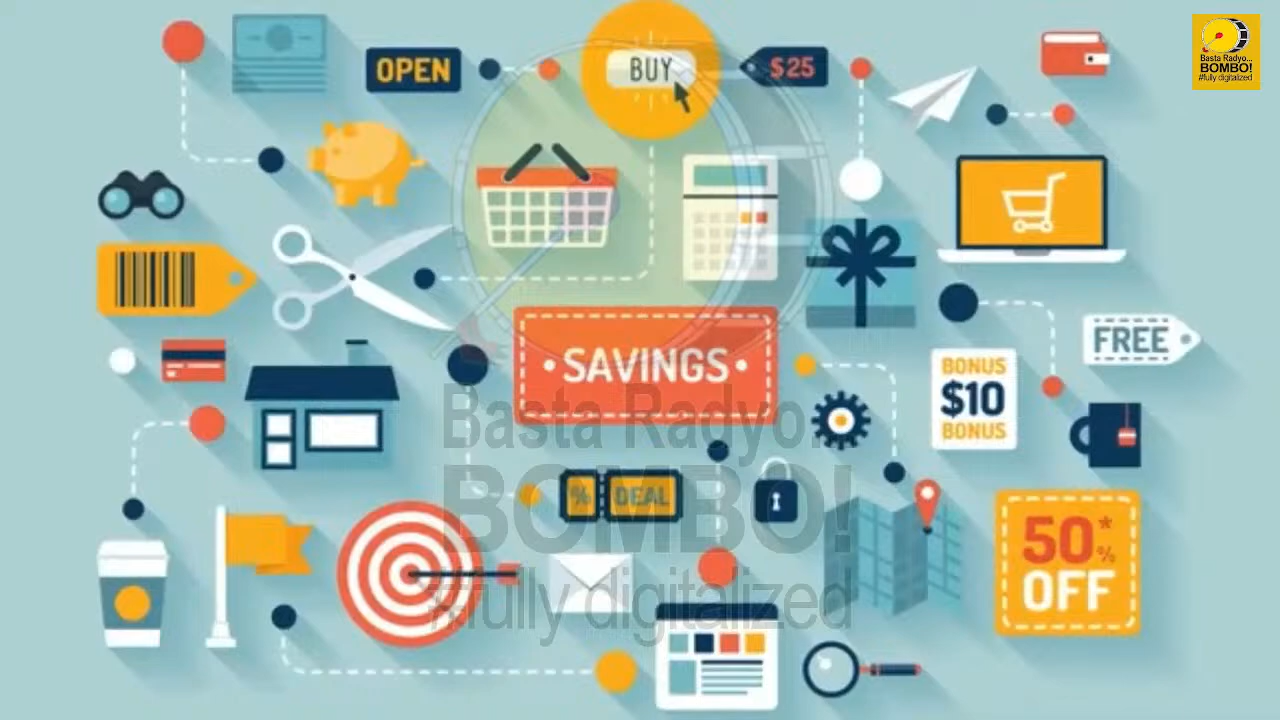 OPEN
BUY
$25
Basta Radyo...
BOMBO!
#fully digitalized
SAVINGS
FREE
BONUS
$10
BONUS
Basta Radyo...
BOMBO!
#fully digitalized
% DEAL
50*
%
OFF